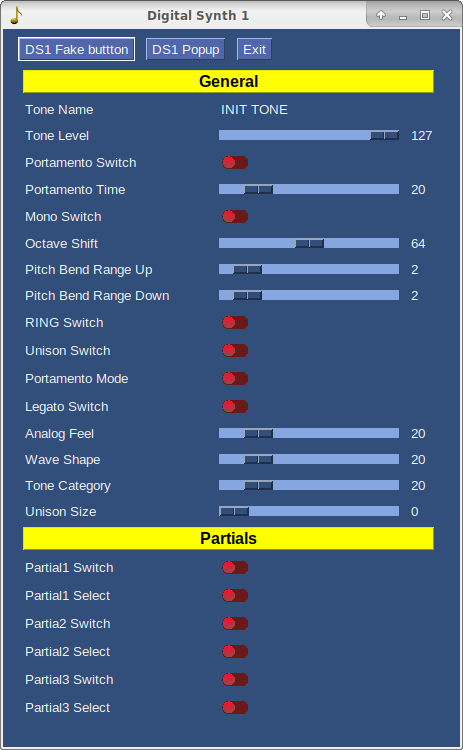 Digital Synth 1
DS1 Fake buttton DS1 Popup Exit
General
Tone Name INIT TONE
Tone Level 127
Portamento Switch
Portamento Time 20
Mono Switch
Octave Shift 64
Pitch Bend Range Up 2
Pitch Bend Range Down 2
RING Switch
Unison Switch
Portamento Mode
Legato Switch
Analog Feel 20
Wave Shape 20
Tone Category 20
Unison Size 0
Partials
Partial1 Switch
Partial1 Select
Partia2 Switch
Partial2 Select
Partial3 Switch
Partial3 Select